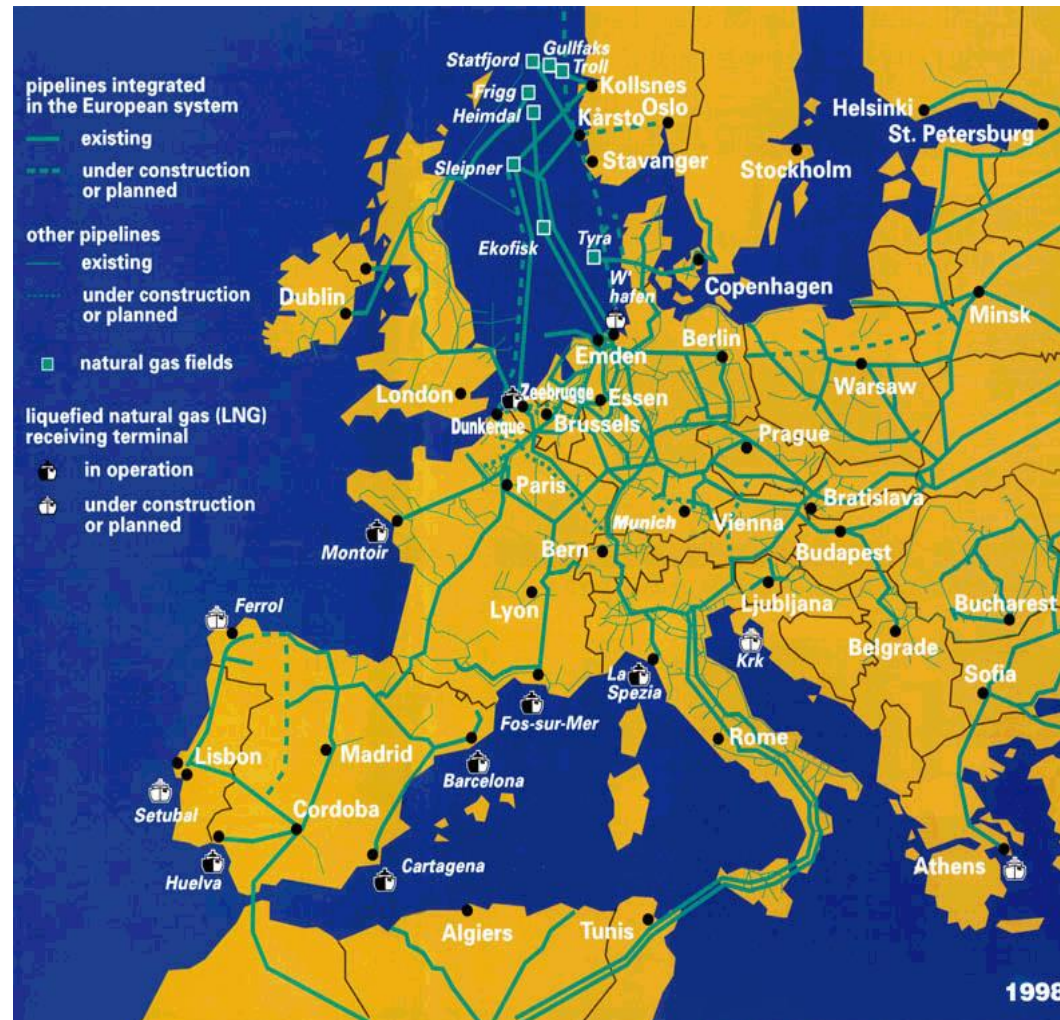 pipelines integrated
in the European system
existing
under construction
or planned
other pipelines
existing
under construction
or planned
natural gas fields
liquefied natural gas (LNG)
receiving terminal
in operation
under construction
or planned
Statfjord
Gullfaks
Troll
Frigg
Heimdal
Kollsnes
Kårsto
Oslo
Stavanger
Sleipner
Helsinki
St. Petersburg
Stockholm
Ekofisk
Tyra
W'
hafen
Copenhagen
Dublin
Minsk
Emden
Berlin
Warsaw
London
Zeebrugge
Essen
Dunkerque
Brussels
Prague
Paris
Bratislava
Munich
Vienna
Montoir
Bern
Budapest
Lyon
Ljubljana
Bucharest
Ferrol
Krk
Belgrade
La
Spezia
Sofia
Fos-sur-Mer
Rome
Lisbon
Madrid
Barcelona
Setubal
Cordoba
Huelva
Cartagena
Athens
Algiers
Tunis
1998